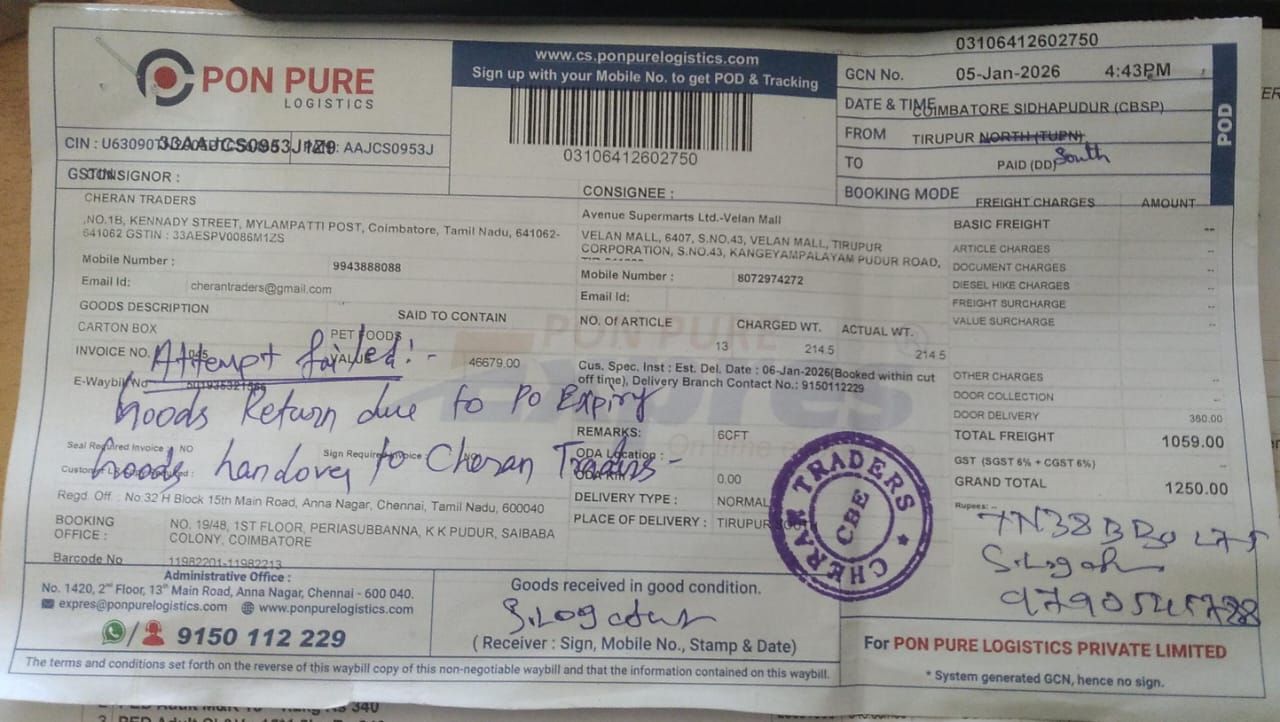 PON PURE
LOGISTICS
www.cs.ponpurelogistics.com
Sign up with your Mobile No. to get POD & Tracking
03106412602750
03106412602750
GCN No. 05-Jan-2026 4:43PM
DATE & TIME COIMBATORE SIDHAPUDUR (CBSP)
FROM TIRUPUR NORTH (TUPN) South
TO PAID (DD)
BOOKING MODE
POD
CIN : 33AAJCS0953J1Z9 PAN: AAJCS0953J
CONSIGNOR :
CHERAN TRADERS
,NO.1B, KENNADY STREET, MYLAMPATTI POST, Coimbatore, Tamil Nadu, 641062-
641062 GSTIN : 33AESPV0086M1ZS
Mobile Number : 9943888088
Email Id: cherantraders@gmail.com
CONSIGNEE :
Avenue Supermarts Ltd.-Velan Mall
VELAN MALL, 6407, S.NO.43, VELAN MALL, TIRUPUR
CORPORATION, S.NO.43, KANGEYAMPALAYAM PUDUR ROAD,
Mobile Number : 8072974272
Email Id:
GOODS DESCRIPTION SAID TO CONTAIN
CARTON BOX PET FOODS
INVOICE NO. VALUE 46679.00
E-Waybill No
NO. Of ARTICLE CHARGED WT. ACTUAL WT.
13 214.5 214.5
Cus. Spec. Inst : Est. Del. Date : 06-Jan-2026(Booked within cut
off time), Delivery Branch Contact No.: 9150112229
REMARKS: 6CFT
ODA Location :
0.00
DELIVERY TYPE : NORMAL
PLACE OF DELIVERY : TIRUPUR SOUTH
Attempt failed! -
Goods Return due to PO Expiry
Goods handover to Cheran Traders -
Seal Required Invoice : NO Sign Required Invoice : NO
Regd. Off : No:32 H Block 15th Main Road, Anna Nagar, Chennai, Tamil Nadu, 600040
BOOKING OFFICE : NO. 19/48, 1ST FLOOR, PERIASUBBANNA, K K PUDUR, SAIBABA
COLONY, COIMBATORE
Barcode No 11982201-11982213
FREIGHT CHARGES AMOUNT
BASIC FREIGHT --
ARTICLE CHARGES --
DOCUMENT CHARGES --
DIESEL HIKE CHARGES --
FREIGHT SURCHARGE --
VALUE SURCHARGE --
OTHER CHARGES --
DOOR COLLECTION --
DOOR DELIVERY 360.00
TOTAL FREIGHT 1059.00
GST (SGST 6% + CGST 6%) --
GRAND TOTAL 1250.00
Rupees: --
CHERAN TRADERS
CBE
Administrative Office :
No. 1420, 2nd Floor, 13th Main Road, Anna Nagar, Chennai - 600 040.
expres@ponpurelogistics.com www.ponpurelogistics.com
9150 112 229
Goods received in good condition.
( Receiver : Sign, Mobile No., Stamp & Date)
For PON PURE LOGISTICS PRIVATE LIMITED
* System generated GCN, hence no sign.
The terms and conditions set forth on the reverse of this waybill copy of this non-negotiable waybill and that the information contained on this waybill.